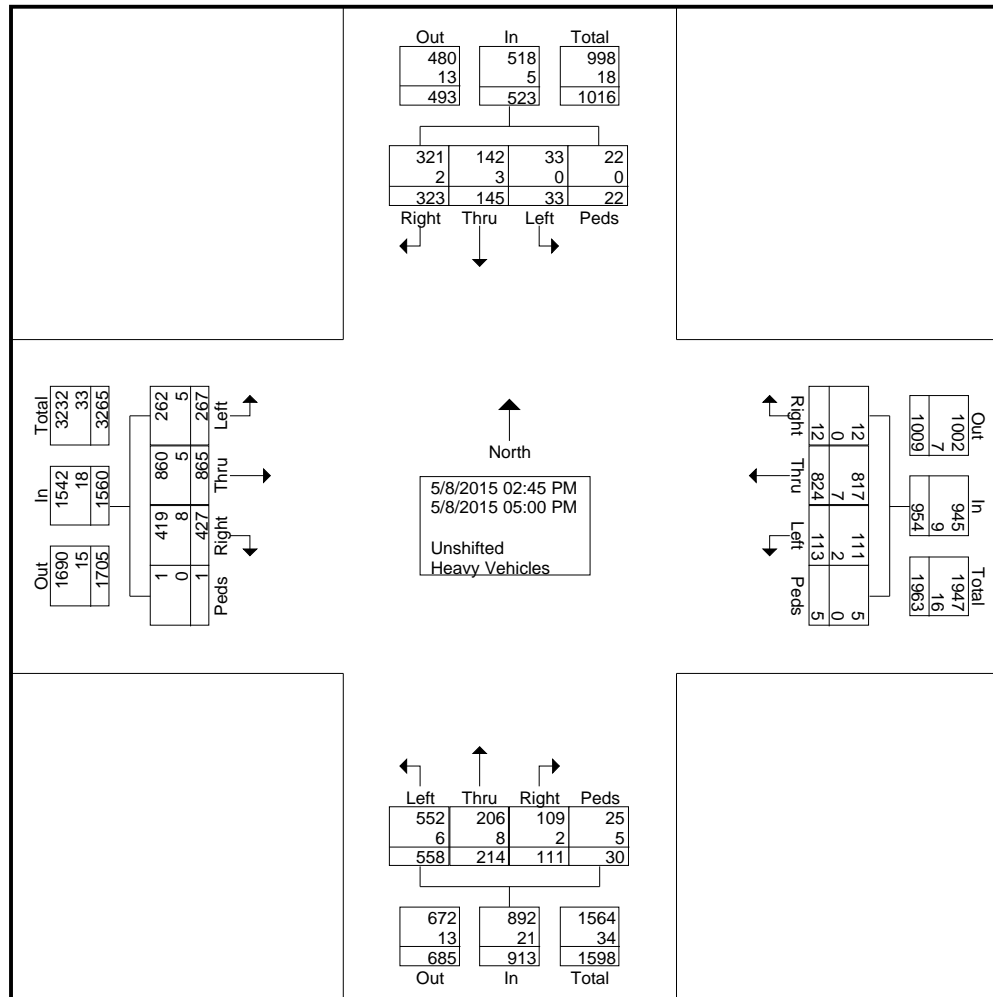 Out In Total
480 518 998
13 5 18
493 523 1016
321 142 33 22
2 3 0 0
323 145 33 22
Right Thru Left Peds
Total
3232
33
3265
In
1542
18
1560
Out
1690
15
1705
262
5
267
Left
860
5
865
Thru
419
8
427
Right
1
0
1
Peds
North
5/8/2015 02:45 PM
5/8/2015 05:00 PM
Unshifted
Heavy Vehicles
Right
12
0
12
Thru
817
7
824
Left
111
2
113
Peds
5
0
5
Out
1002
7
1009
In
945
9
954
Total
1947
16
1963
Left Thru Right Peds
552 206 109 25
6 8 2 5
558 214 111 30
672 892 1564
13 21 34
685 913 1598
Out In Total